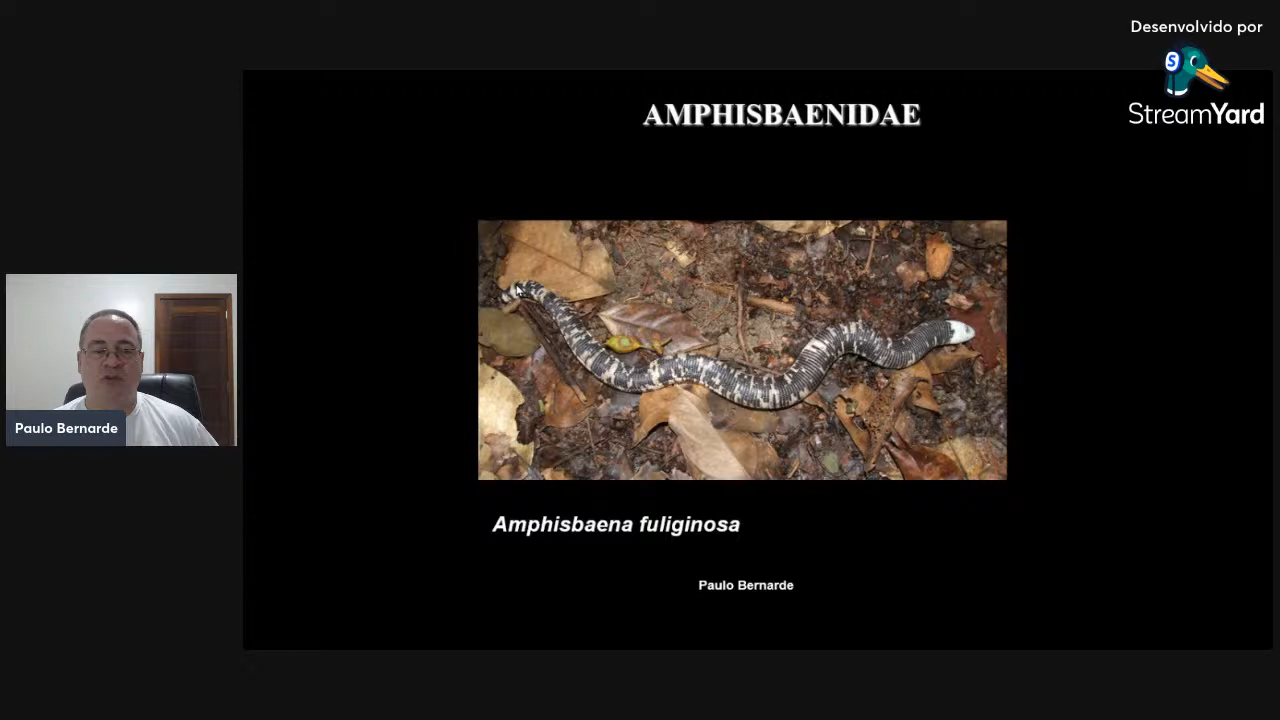 Desenvolvido por
StreamYard
AMPHISBAENIDAE
Paulo Bernarde
Amphisbaena fuliginosa
Paulo Bernarde